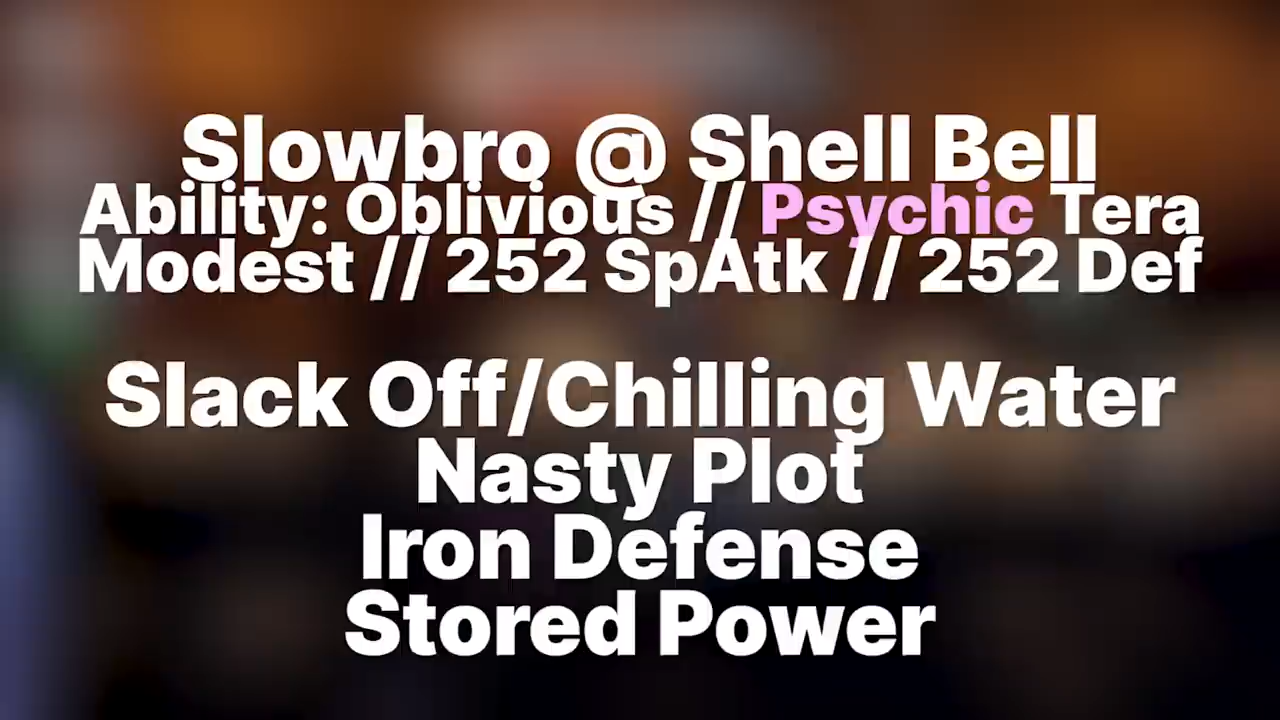 Slowbro @ Shell Bell
Ability: Oblivious // Psychic Tera
Modest // 252 SpAtk // 252 Def
Slack Off/Chilling Water
Nasty Plot
Iron Defense
Stored Power